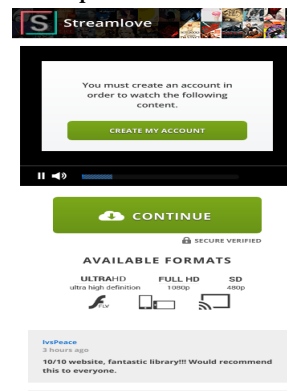 S Streamlove
You must create an account in
order to watch the following
content.
CREATE MY ACCOUNT
CONTINUE
SECURE VERIFIED
AVAILABLE FORMATS
ULTRAHD FULL HD SD
ultra high definition 1080p 480p
FLV
IvsPeace
3 hours ago
10/10 website, fantastic library!!! Would recommend
this to everyone.